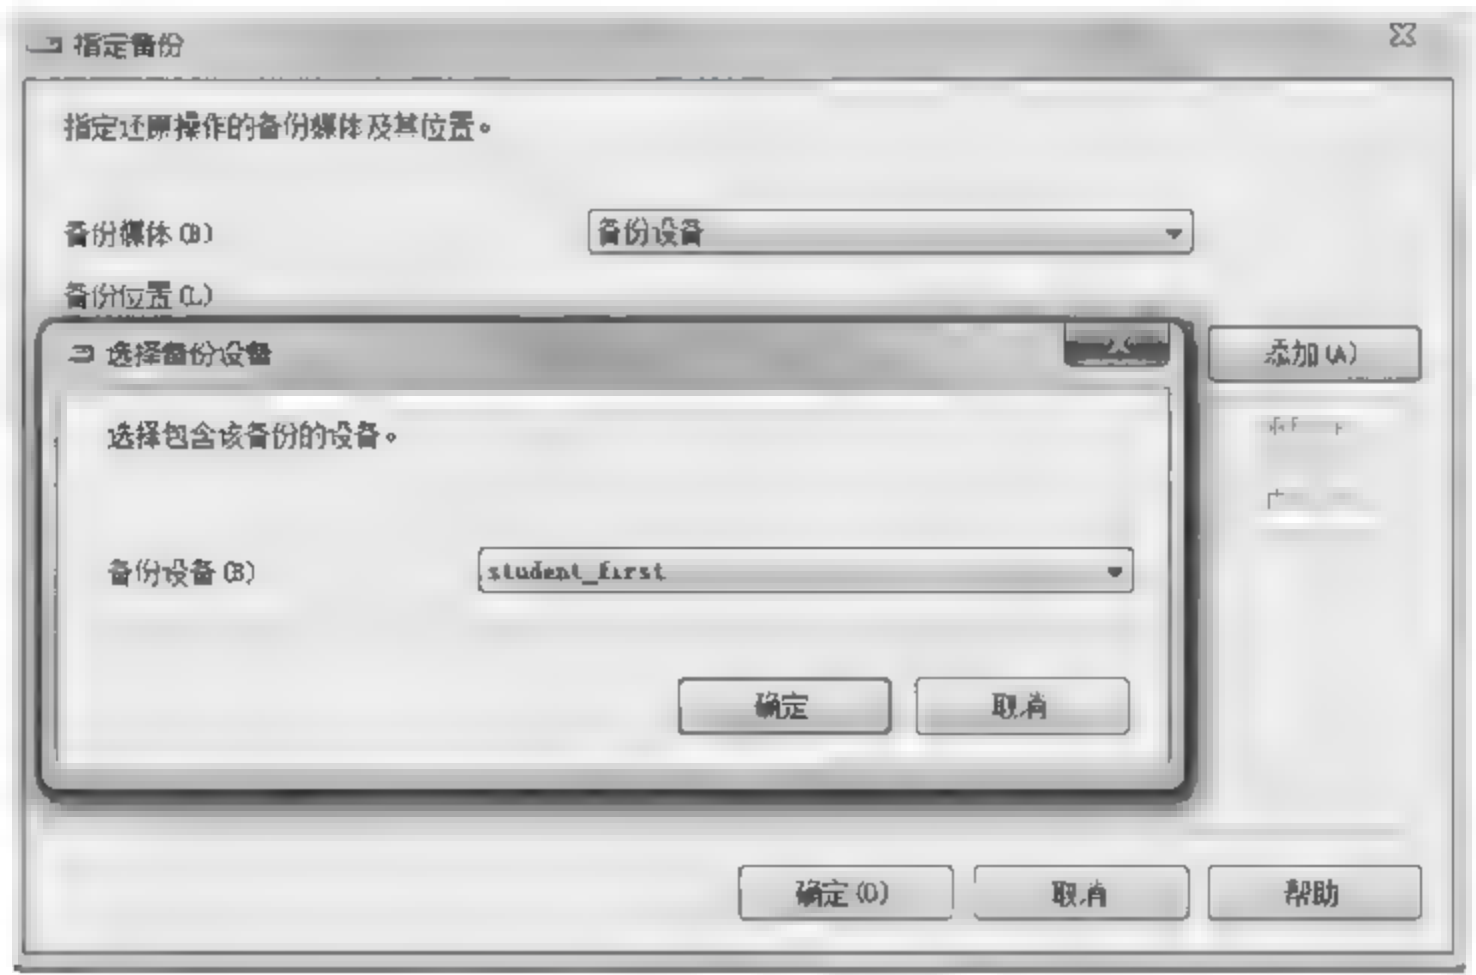 指定备份
指定还原操作的备份媒体及其位置。
备份媒体(B)
备份设备
备份位置(L)
添加(A)
选择备份设备
选择包含该备份的设备。
备份设备(B)
student_first
确定
取消
确定(O)
取消
帮助